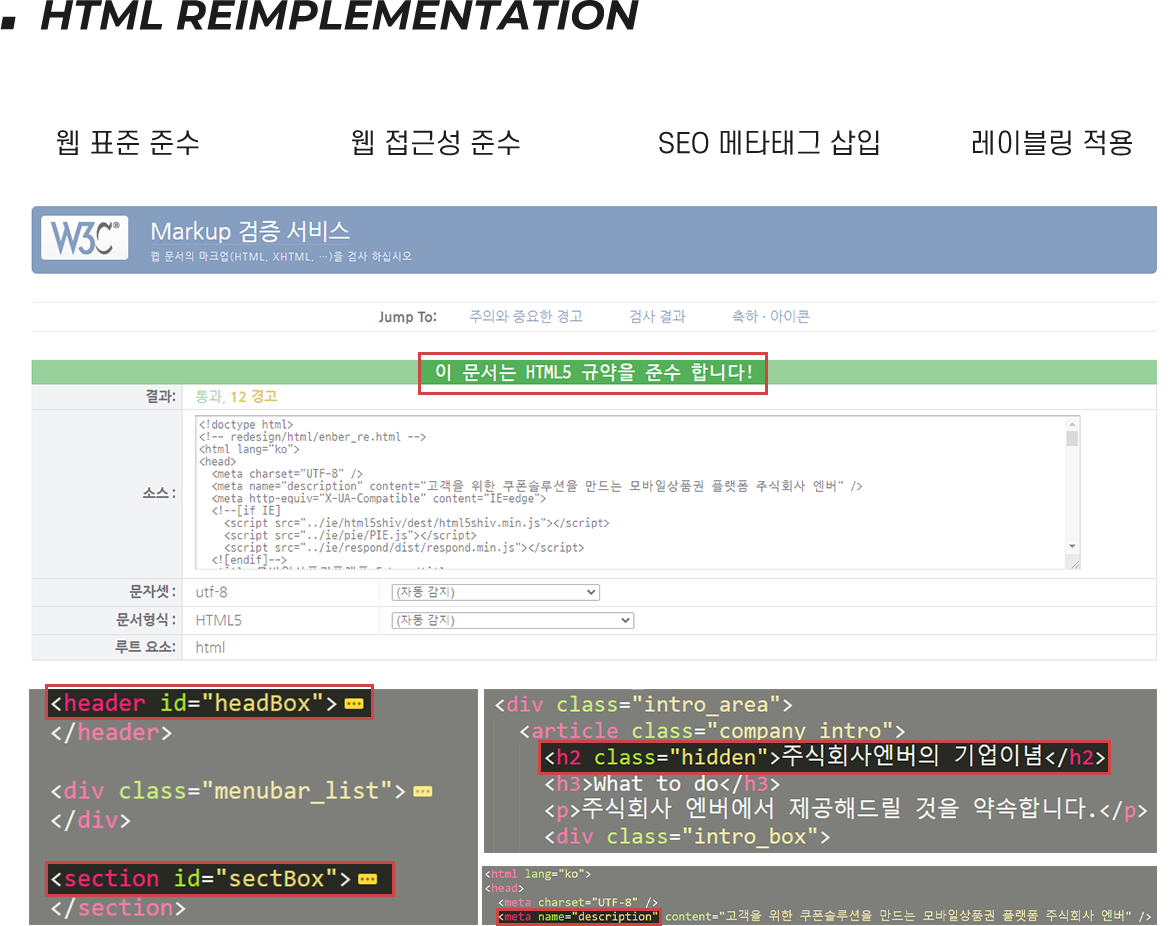 HTML REIMPLEMENTATION
웹 표준 준수
웹 접근성 준수
SEO 메타태그 삽입
레이블링 적용
W3C®
Markup 검증 서비스
웹 문서의 마크업(HTML, XHTML, …)을 검사 하십시오
Jump To: 주의와 중요한 경고 검사 결과 축하 · 아이콘
이 문서는 HTML5 규약을 준수 합니다!
결과: 통과, 12 경고
소스 :
<!doctype html>
<!-- redesign/html/enber_re.html -->
<html lang="ko">
<head>
<meta charset="UTF-8" />
<meta name="description" content="고객을 위한 쿠폰솔루션을 만드는 모바일상품권 플랫폼 주식회사 엔버" />
<meta http-equiv="X-UA-Compatible" content="IE=edge">
<!--[if IE]
<script src="../ie/html5shiv/dest/html5shiv.min.js"></script>
<script src="../ie/pie/PIE.js"></script>
<script src="../ie/respond/dist/respond.min.js"></script>
<![endif]-->
문자셋 : utf-8 (자동 감지)
문서형식 : HTML5 (자동 감지)
루트 요소: html
<header id="headBox">
</header>
<div class="menubar_list">
</div>
<section id="sectBox">
</section>
<div class="intro_area">
<article class="company_intro">
<h2 class="hidden">주식회사엔버의 기업이념</h2>
<h3>What to do</h3>
<p>주식회사 엔버에서 제공해드릴 것을 약속합니다.</p>
<div class="intro_box">
<html lang="ko">
<head>
<meta charset="UTF-8" />
<meta name="description" content="고객을 위한 쿠폰솔루션을 만드는 모바일상품권 플랫폼 주식회사 엔버" />